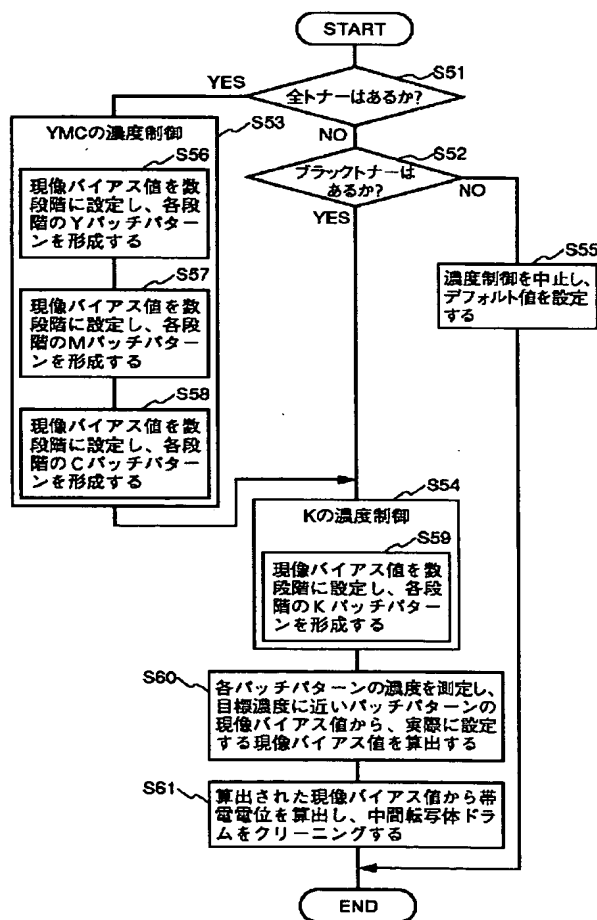 START
S51
YES
全トナーはあるか?
NO
S52
ブラックトナーは
あるか?
NO
YES
S53
YMCの濃度制御
S56
現像バイアス値を数
段階に設定し、各段
階のYパッチパター
ンを形成する
S57
現像バイアス値を数
段階に設定し、各段
階のMパッチパター
ンを形成する
S58
現像バイアス値を数
段階に設定し、各段
階のCパッチパター
ンを形成する
S55
濃度制御を中止し、
デフォルト値を設定
する
S54
Kの濃度制御
S59
現像バイアス値を数
段階に設定し、各段
階のKパッチパター
ンを形成する
S60
各パッチパターンの濃度を測定し、
目標濃度に近いパッチパターンの
現像バイアス値から、実際に設定
する現像バイアス値を算出する
S61
算出された現像バイアス値から帯
電電位を算出し、中間転写体ド
ラムをクリーニングする
END